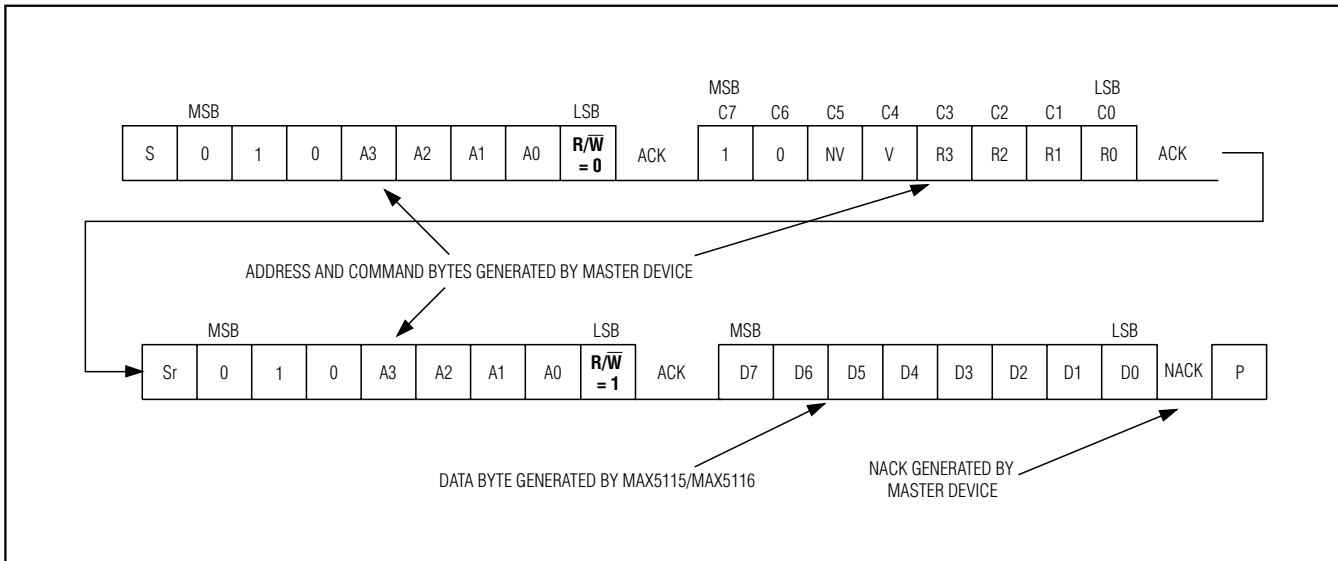 MSB LSB MSB LSB
C7 C6 C5 C4 C3 C2 C1 C0
S 0 1 0 A3 A2 A1 A0 R/W̅ = 0 ACK 1 0 NV V R3 R2 R1 R0 ACK
ADDRESS AND COMMAND BYTES GENERATED BY MASTER DEVICE
MSB LSB MSB LSB
Sr 0 1 0 A3 A2 A1 A0 R/W̅ = 1 ACK D7 D6 D5 D4 D3 D2 D1 D0 NACK P
DATA BYTE GENERATED BY MAX5115/MAX5116
NACK GENERATED BY
MASTER DEVICE